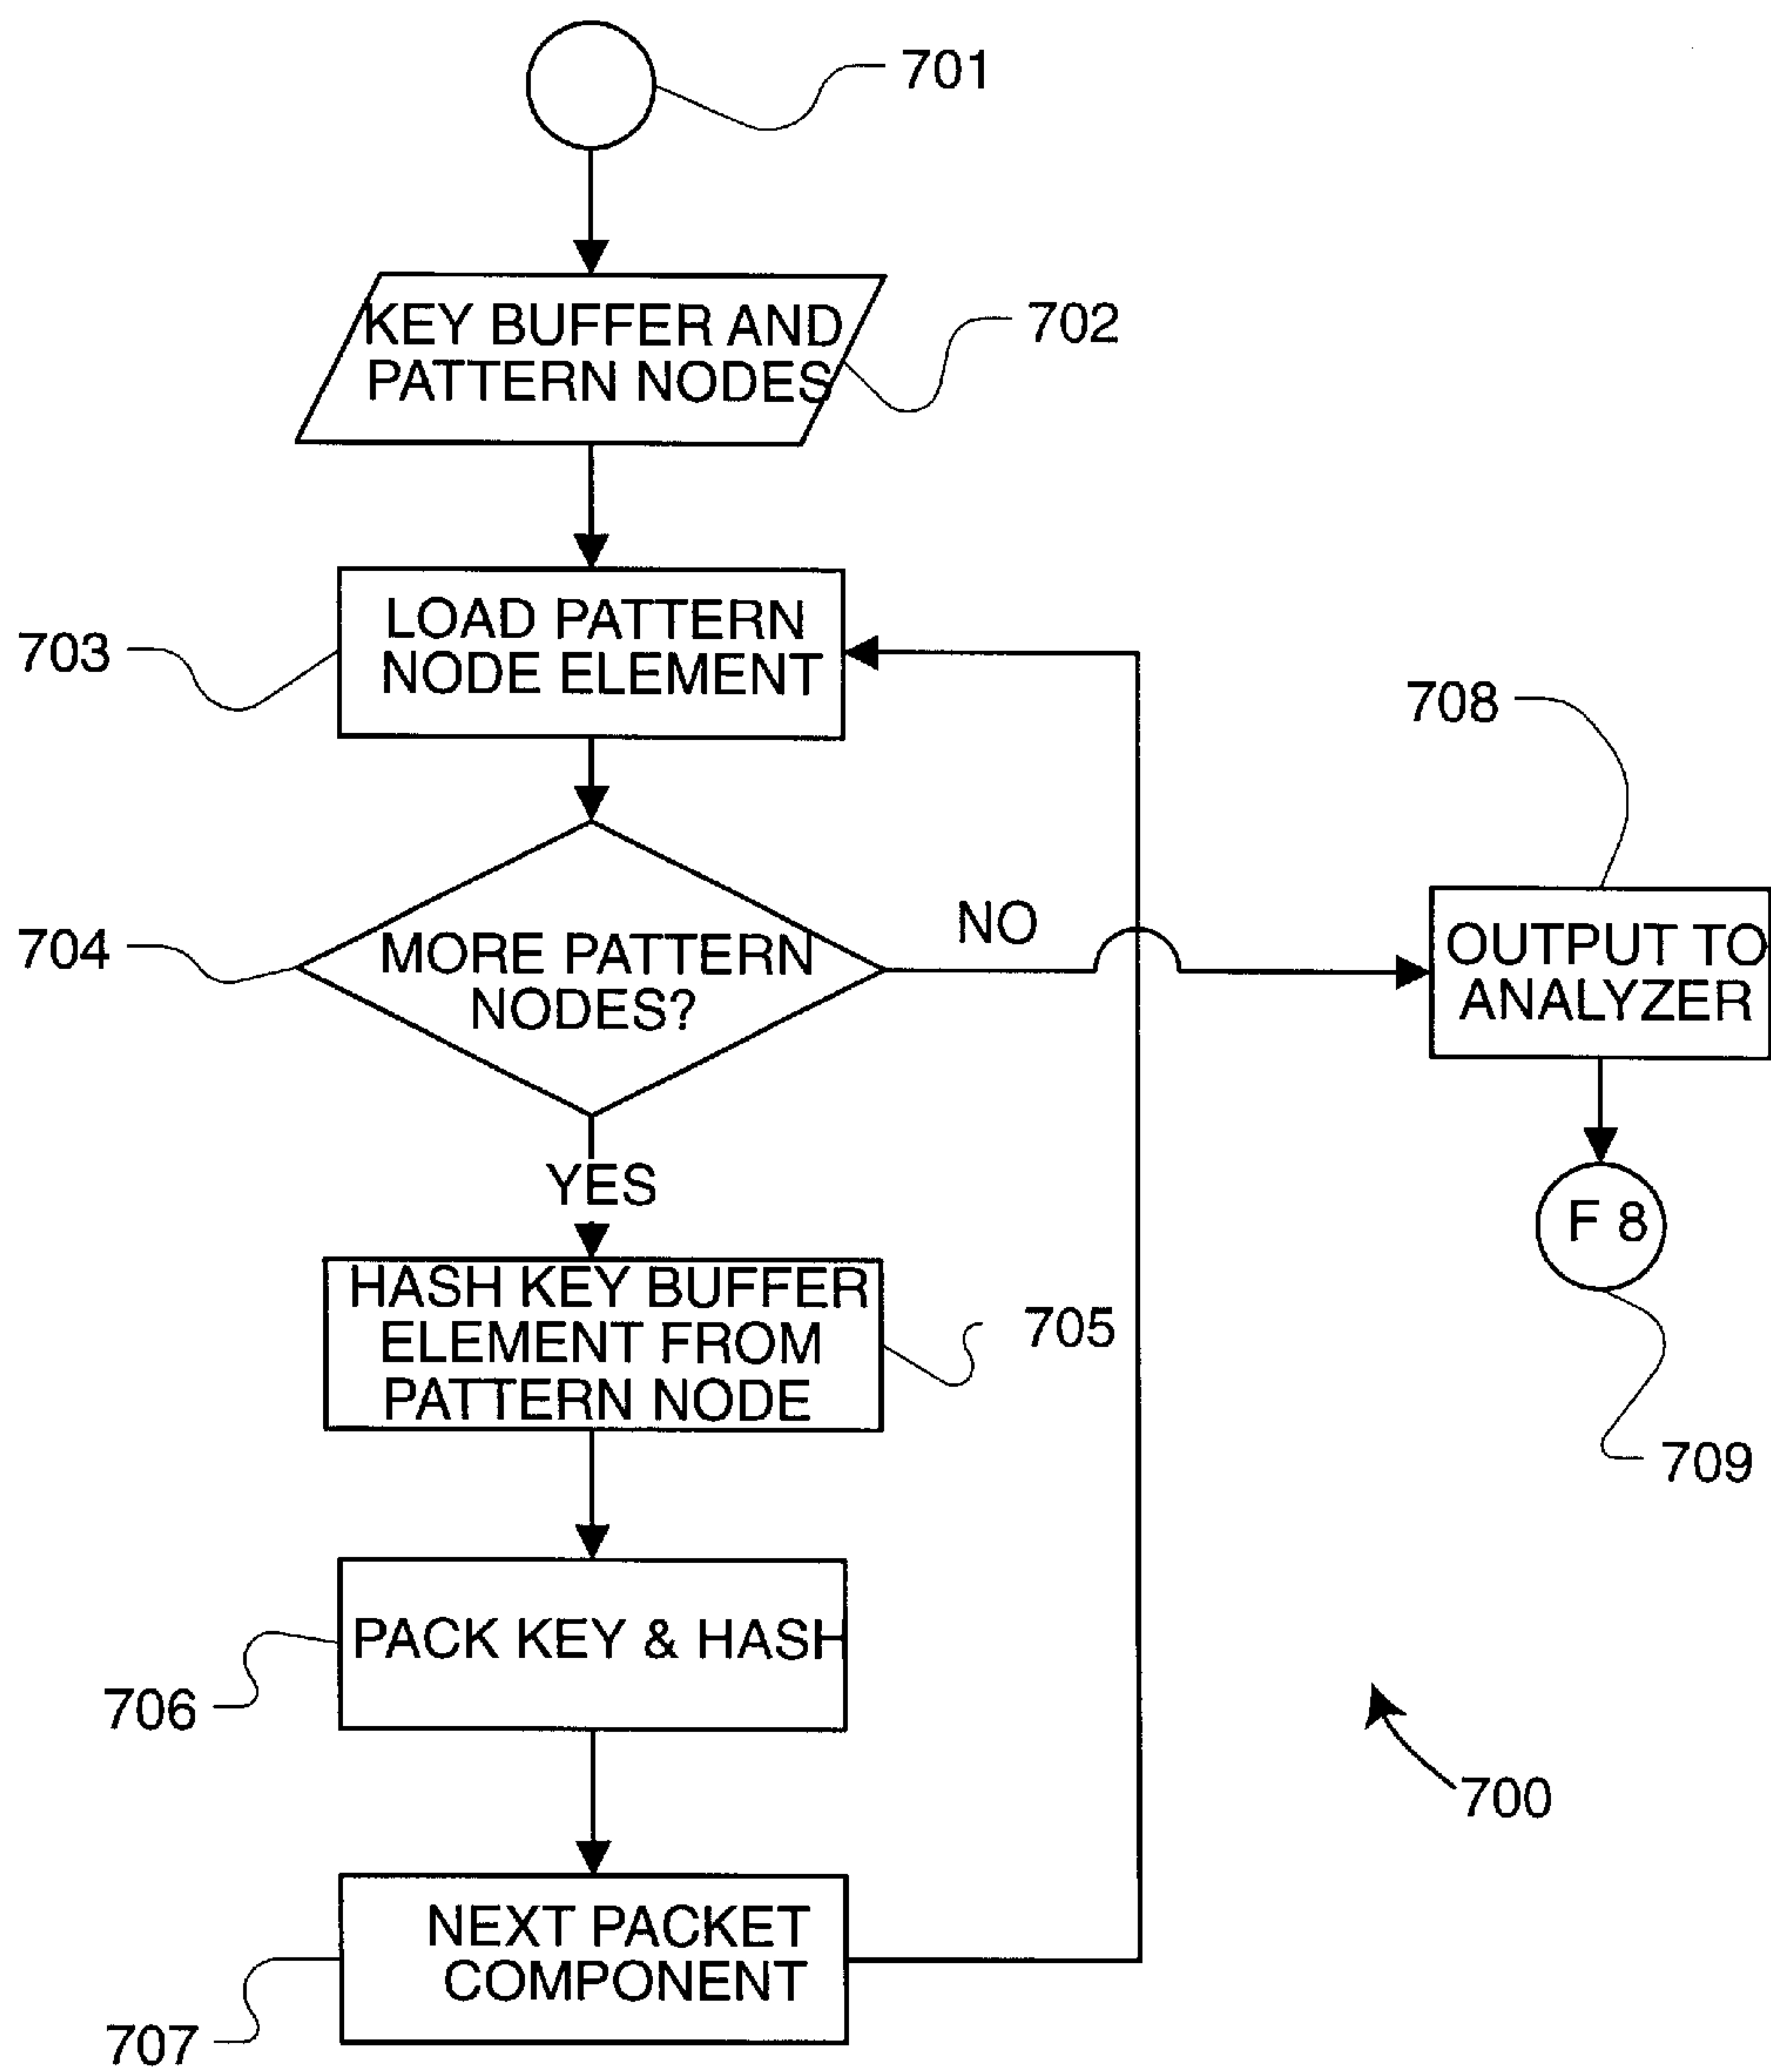 701
KEY BUFFER AND
PATTERN NODES
702
LOAD PATTERN
NODE ELEMENT
703
708
704
MORE PATTERN
NODES?
NO
OUTPUT TO
ANALYZER
YES
F 8
HASH KEY BUFFER
ELEMENT FROM
PATTERN NODE
705
709
PACK KEY & HASH
706
700
NEXT PACKET
COMPONENT
707